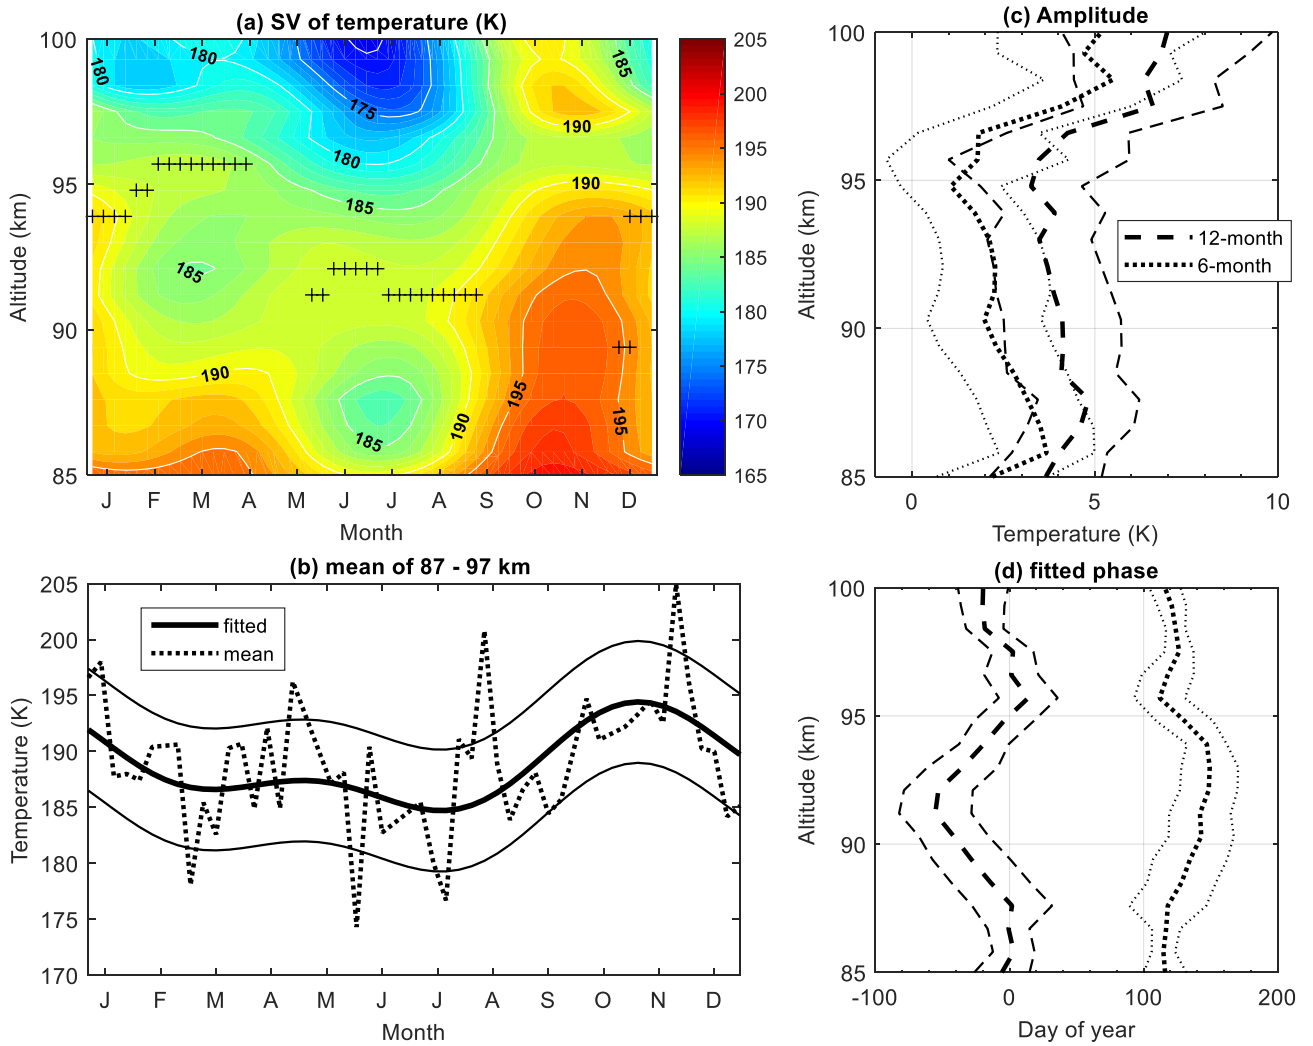 (a) SV of temperature (K)
100
95
90
85
Altitude (km)
180
180
175
180
185
185
190
190
185
190
190
195
195
185
J F M A M J J A S O N D
Month
205
200
195
190
185
180
175
170
165
(c) Amplitude
100
95
90
85
Altitude (km)
12-month
6-month
0 5 10
Temperature (K)
(b) mean of 87 - 97 km
205
200
195
190
185
180
175
170
Temperature (K)
fitted
mean
J F M A M J J A S O N D
Month
(d) fitted phase
100
95
90
85
Altitude (km)
-100 0 100 200
Day of year